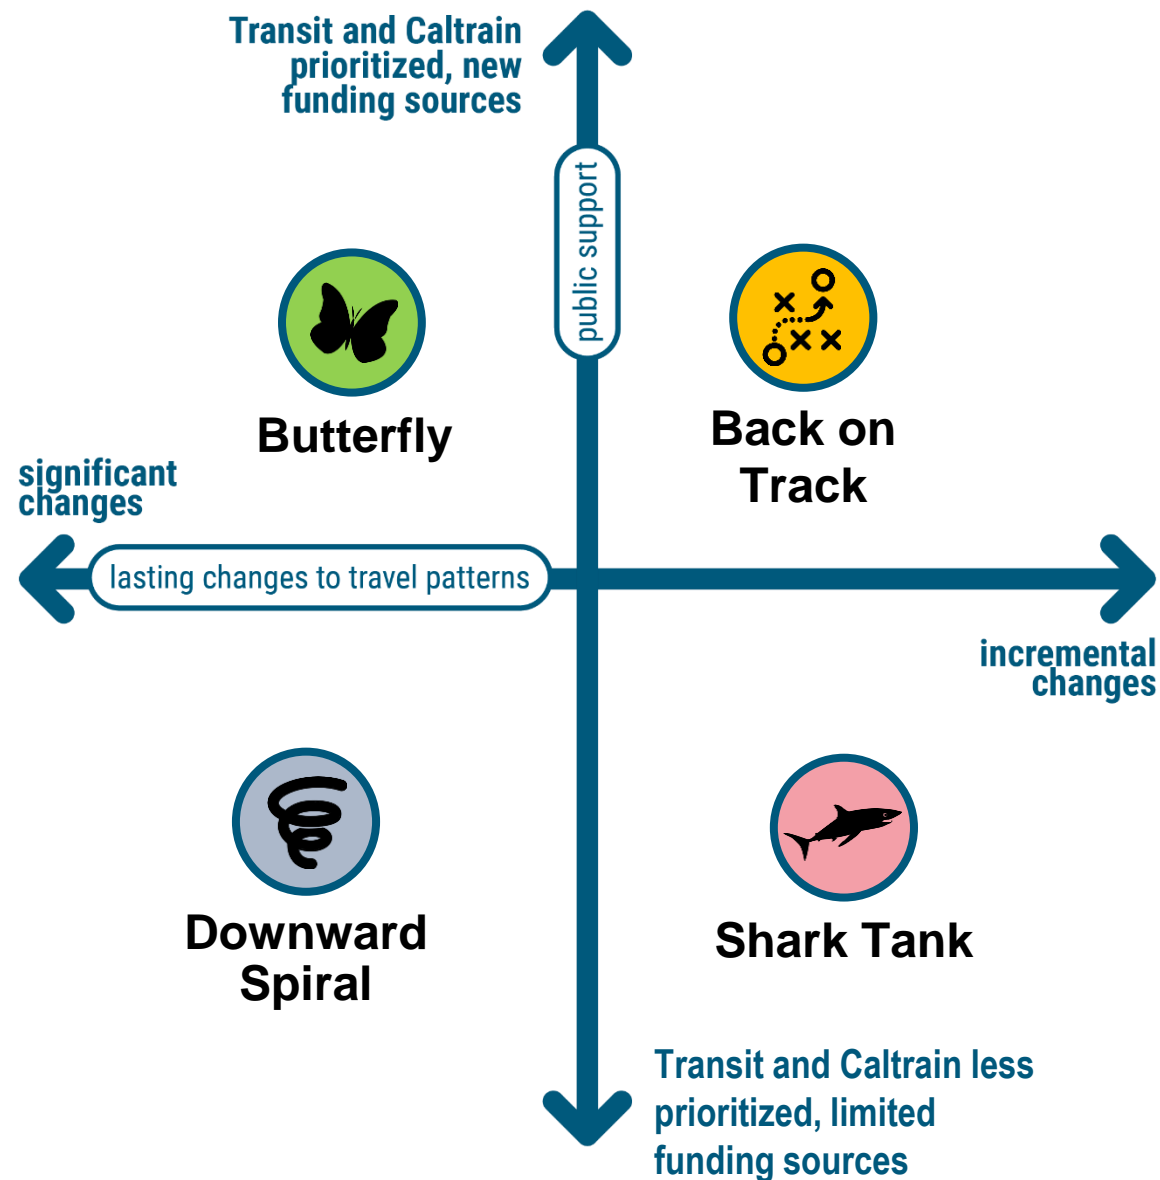 Transit and Caltrain
prioritized, new
funding sources
public support
Butterfly
Back on
Track
significant
changes
lasting changes to travel patterns
incremental
changes
Downward
Spiral
Shark Tank
Transit and Caltrain less
prioritized, limited
funding sources